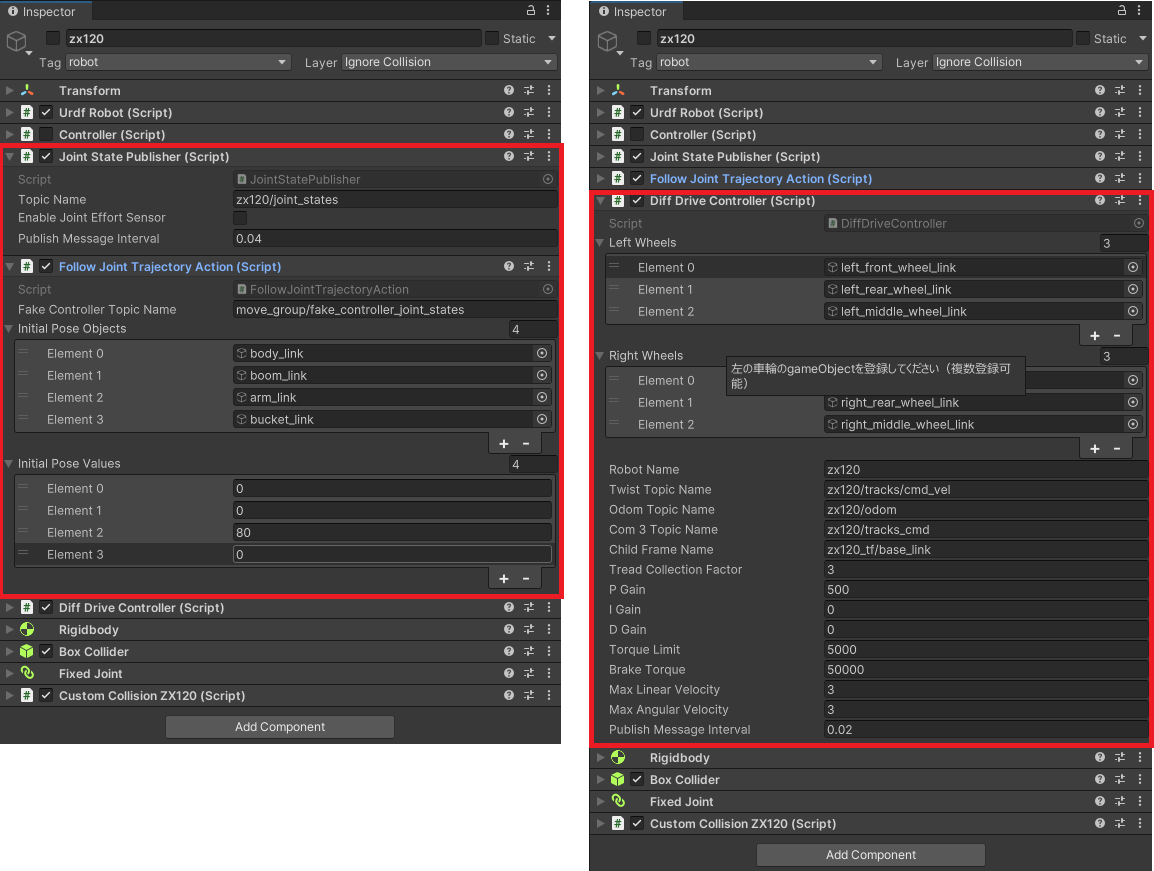 Inspector
zx120
Static
Tag robot
Layer Ignore Collision
Transform
Urdf Robot (Script)
Controller (Script)
Joint State Publisher (Script)
Script JointStatePublisher
Topic Name zx120/joint_states
Enable Joint Effort Sensor
Publish Message Interval 0.04
Follow Joint Trajectory Action (Script)
Script FollowJointTrajectoryAction
Fake Controller Topic Name move_group/fake_controller_joint_states
Initial Pose Objects 4
Element 0 body_link
Element 1 boom_link
Element 2 arm_link
Element 3 bucket_link
+ -
Initial Pose Values 4
Element 0 0
Element 1 0
Element 2 80
Element 3 0
+ -
Diff Drive Controller (Script)
Rigidbody
Box Collider
Fixed Joint
Custom Collision ZX120 (Script)
Add Component
Inspector
zx120
Static
Tag robot
Layer Ignore Collision
Transform
Urdf Robot (Script)
Controller (Script)
Joint State Publisher (Script)
Follow Joint Trajectory Action (Script)
Diff Drive Controller (Script)
Script DiffDriveController
Left Wheels 3
Element 0 left_front_wheel_link
Element 1 left_rear_wheel_link
Element 2 left_middle_wheel_link
+ -
Right Wheels 3
Element 0
左の車輪のgameObjectを登録してください（複数登録可
能）
Element 1 right_rear_wheel_link
Element 2 right_middle_wheel_link
+ -
Robot Name zx120
Twist Topic Name zx120/tracks/cmd_vel
Odom Topic Name zx120/odom
Com 3 Topic Name zx120/tracks_cmd
Child Frame Name zx120_tf/base_link
Tread Collection Factor 3
P Gain 500
I Gain 0
D Gain 0
Torque Limit 5000
Brake Torque 50000
Max Linear Velocity 3
Max Angular Velocity 3
Publish Message Interval 0.02
Rigidbody
Box Collider
Fixed Joint
Custom Collision ZX120 (Script)
Add Component